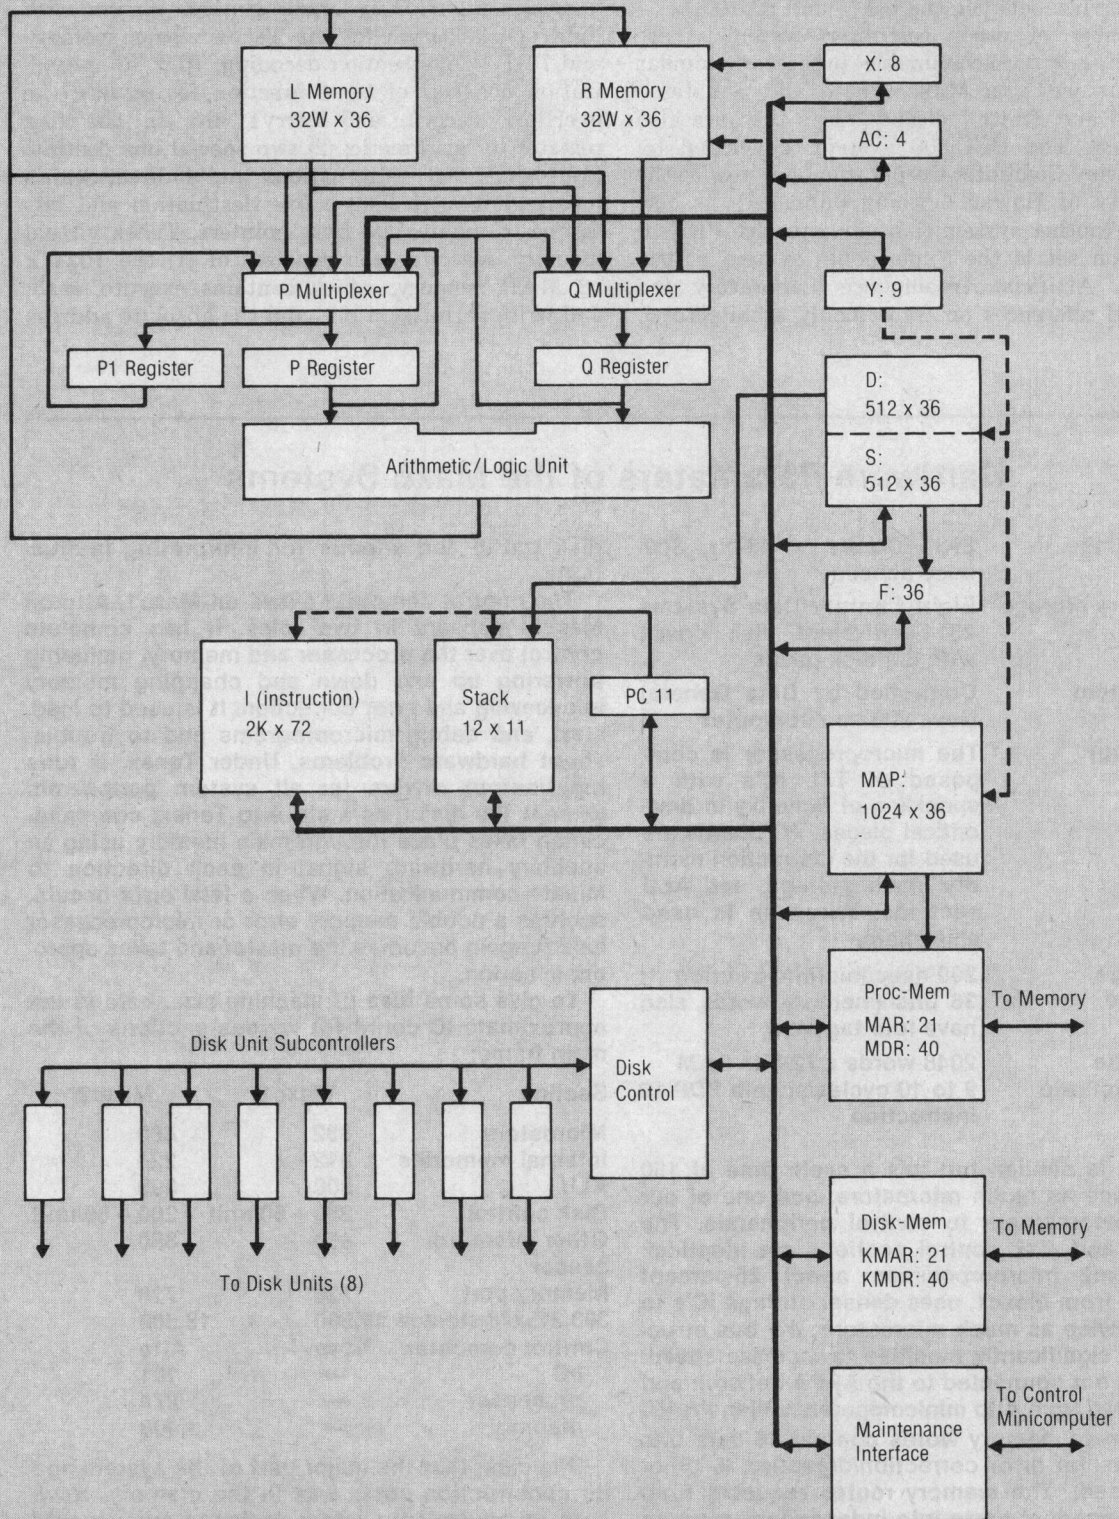 L Memory
32W x 36
R Memory
32W x 36
X: 8
AC: 4
P Multiplexer
Q Multiplexer
Y: 9
P1 Register
P Register
Q Register
D:
512 x 36
S:
512 x 36
Arithmetic/Logic Unit
F: 36
I (instruction)
2K x 72
Stack
12 x 11
PC 11
MAP:
1024 x 36
Proc-Mem
MAR: 21
MDR: 40
To Memory
Disk Unit Subcontrollers
Disk
Control
Disk-Mem
KMAR: 21
KMDR: 40
To Memory
To Disk Units (8)
Maintenance
Interface
To Control
Minicomputer